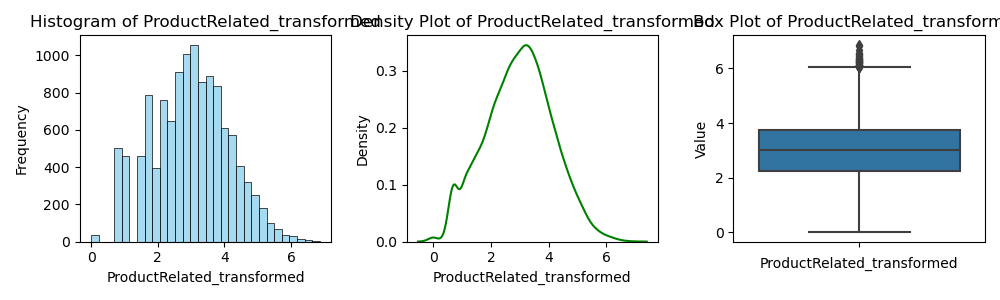 Histogram of ProductRelated_transformed
Density Plot of ProductRelated_transformed
Box Plot of ProductRelated_transform
1000
800
600
400
200
0
Frequency
0
2
4
6
ProductRelated_transformed
0.3
0.2
0.1
0.0
Density
0
2
4
6
ProductRelated_transformed
6
4
2
0
Value
ProductRelated_transformed